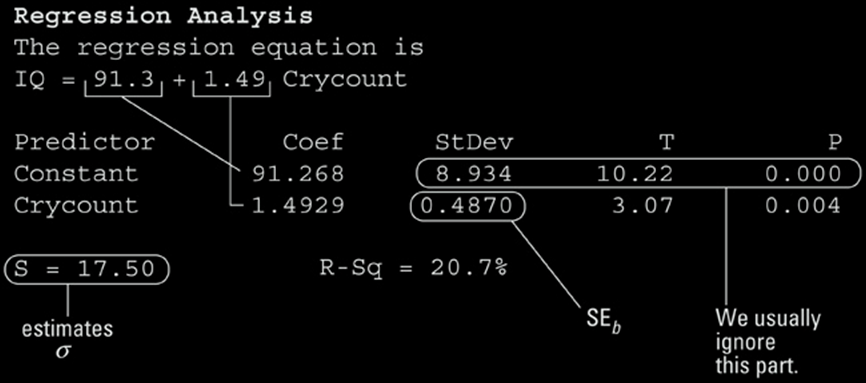 Regression Analysis
The regression equation is
IQ = 91.3 + 1.49 Crycount
Predictor Coef StDev T P
Constant 91.268 8.934 10.22 0.000
Crycount 1.4929 0.4870 3.07 0.004
S = 17.50 R-Sq = 20.7%
estimates
σ
SEb
We usually
ignore
this part.